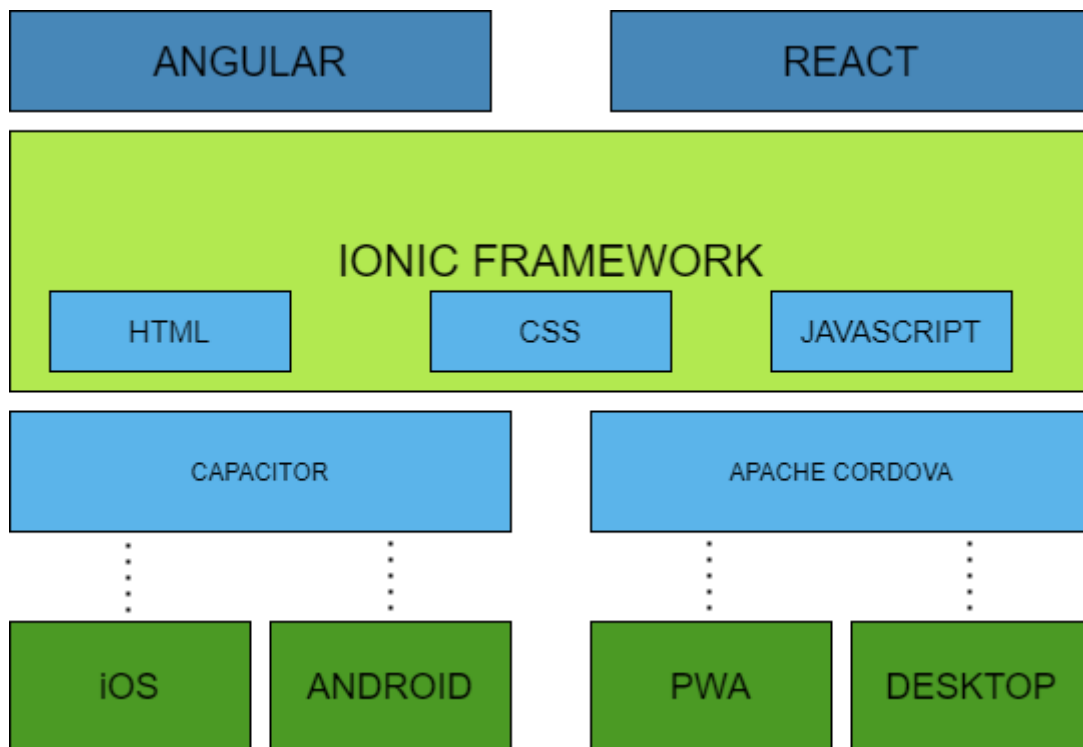 ANGULAR
REACT
IONIC FRAMEWORK
HTML
CSS
JAVASCRIPT
CAPACITOR
APACHE CORDOVA
iOS
ANDROID
PWA
DESKTOP